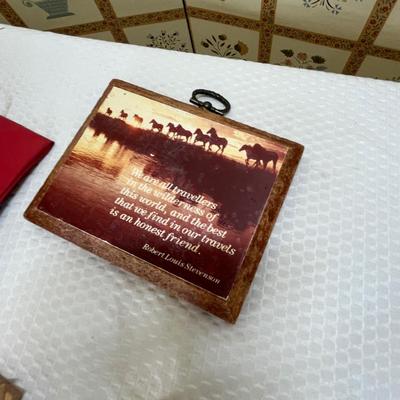 We are all travellers
in the wilderness of
this world, and the best
that we find in our travels
is an honest friend.
Robert Louis Stevenson